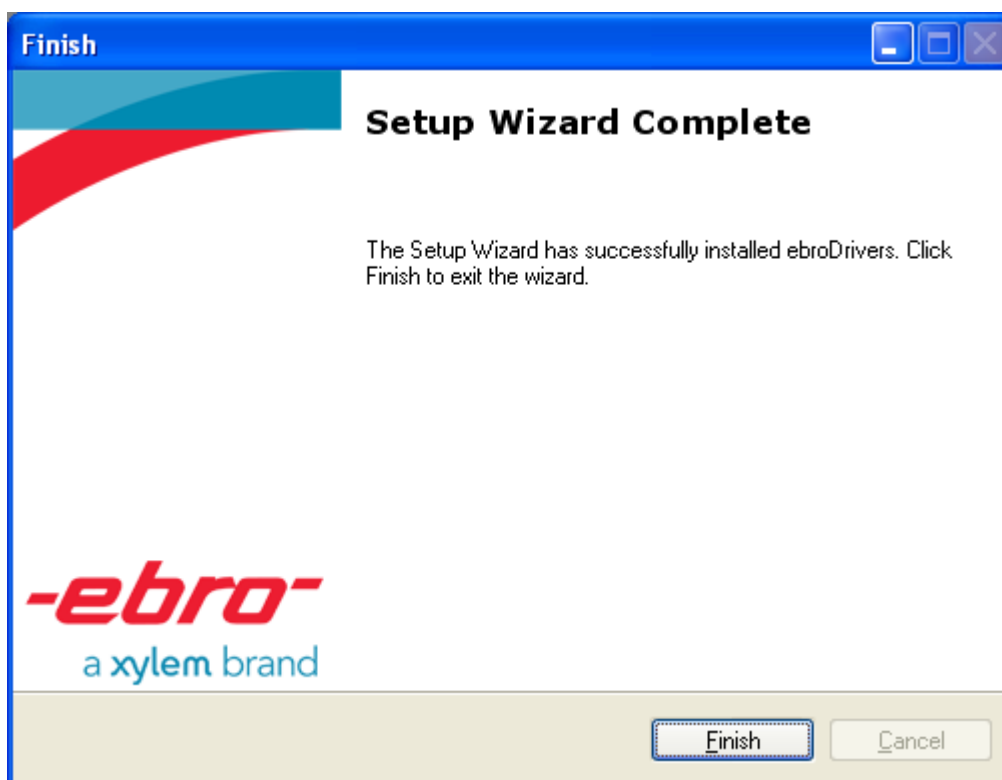 Finish
Setup Wizard Complete
The Setup Wizard has successfully installed ebroDrivers. Click
Finish to exit the wizard.
-ebro-
a xylem brand
Finish
Cancel